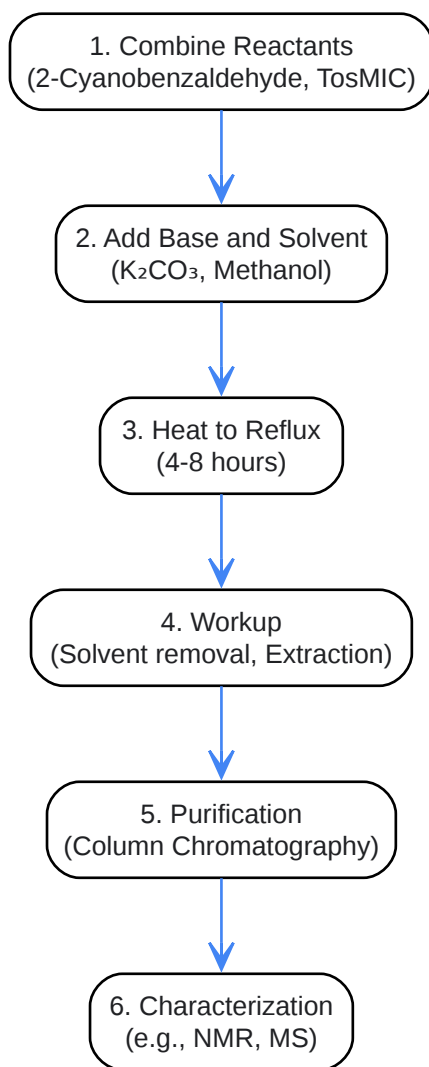 1. Combine Reactants
(2-Cyanobenzaldehyde, TosMIC)
2. Add Base and Solvent
(K₂CO₃, Methanol)
3. Heat to Reflux
(4-8 hours)
4. Workup
(Solvent removal, Extraction)
5. Purification
(Column Chromatography)
6. Characterization
(e.g., NMR, MS)